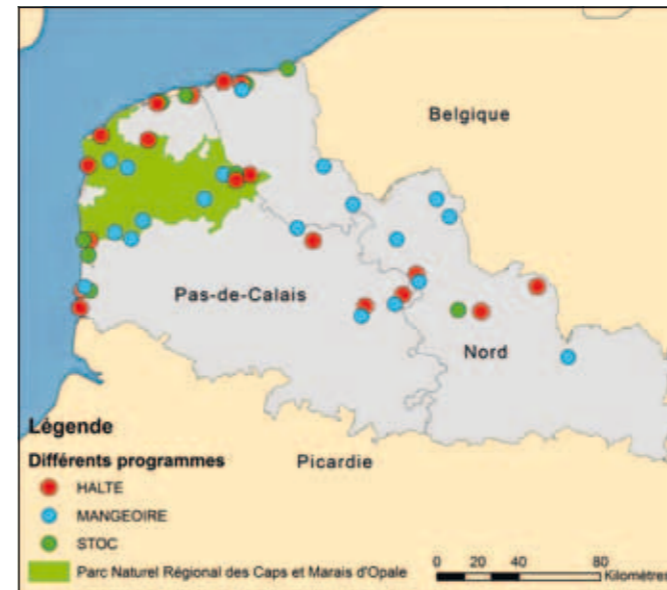 Belgique
Pas-de-Calais
Nord
Picardie
Légende
Différents programmes
HALTE
MANGEOIRE
STOC
Parc Naturel Régional des Caps et Marais d'Opale
0 20 40 80
Kilomètres